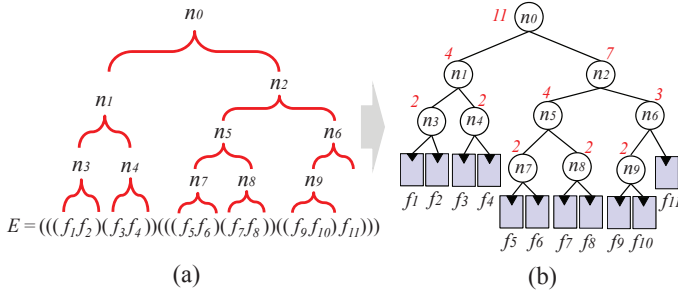 n0
n1
n2
n3
n4
n5
n6
n7
n8
n9
E = (((f1f2)(f3f4))(((f5f6)(f7f8))((f9f10)f11)))
(a)
11 n0
4 n1
7 n2
2 n3
2 n4
4 n5
3 n6
2 n7
2 n8
2 n9
f1 f2 f3 f4
f11
f5 f6 f7 f8 f9 f10
(b)